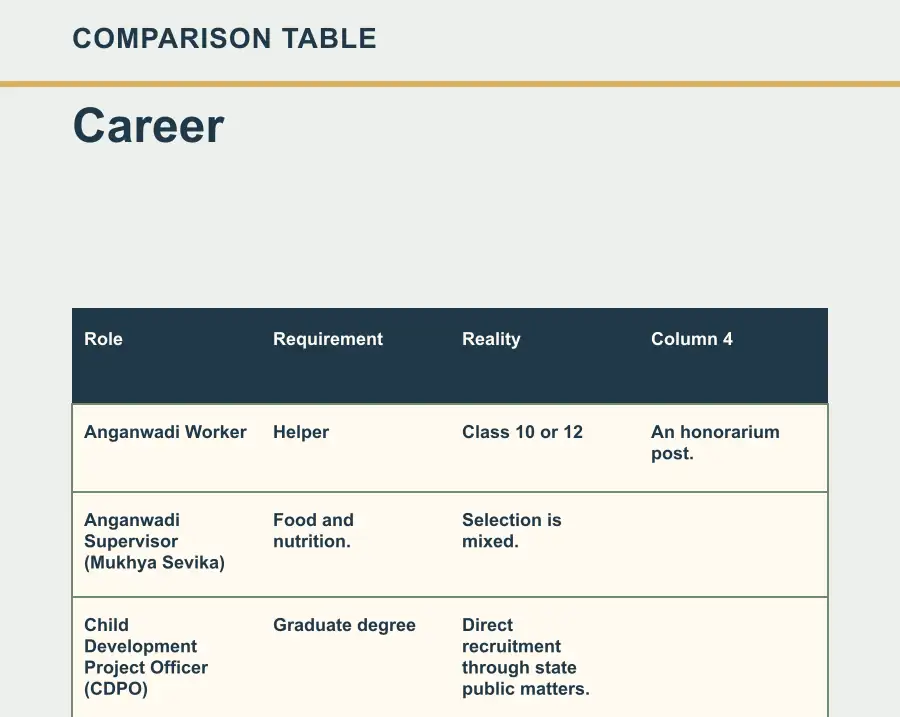 COMPARISON TABLE
Career
Role Requirement Reality Column 4
Anganwadi Worker Helper Class 10 or 12 An honorarium
post.
Anganwadi Food and Selection is
Supervisor nutrition. mixed.
(Mukhya Sevika)
Child Graduate degree Direct
Development recruitment
Project Officer through state
(CDPO) public matters.